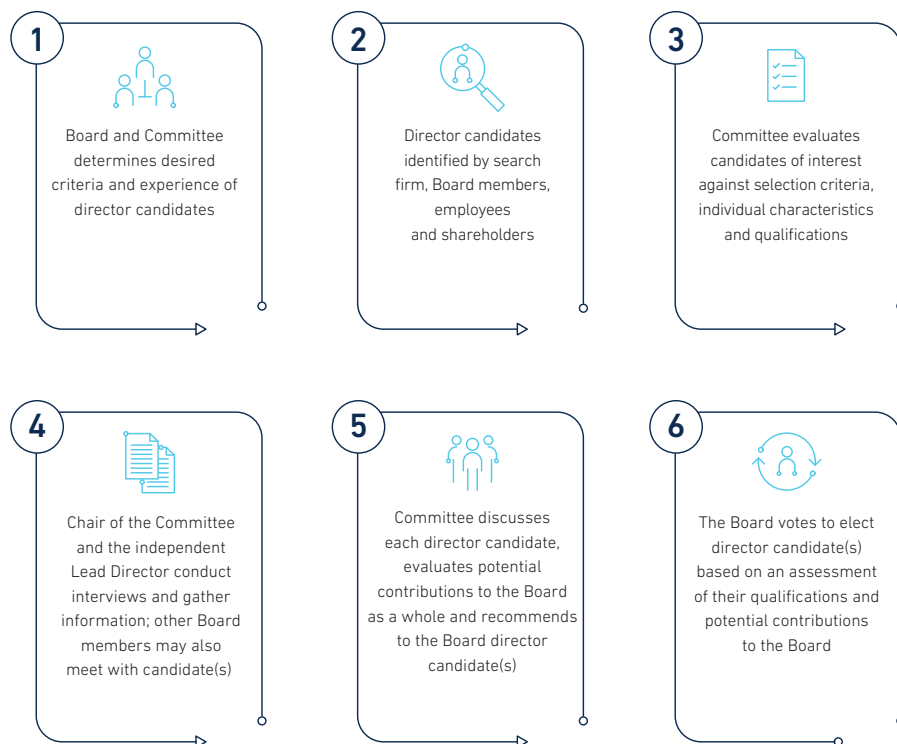 1
Board and Committee
determines desired
criteria and experience of
director candidates
2
Director candidates
identified by search
firm, Board members,
employees
and shareholders
3
Committee evaluates
candidates of interest
against selection criteria,
individual characteristics
and qualifications
4
Chair of the Committee
and the independent
Lead Director conduct
interviews and gather
information; other Board
members may also
meet with candidate(s)
5
Committee discusses
each director candidate,
evaluates potential
contributions to the Board
as a whole and recommends
to the Board director
candidate(s)
6
The Board votes to elect
director candidate(s)
based on an assessment
of their qualifications and
potential contributions
to the Board